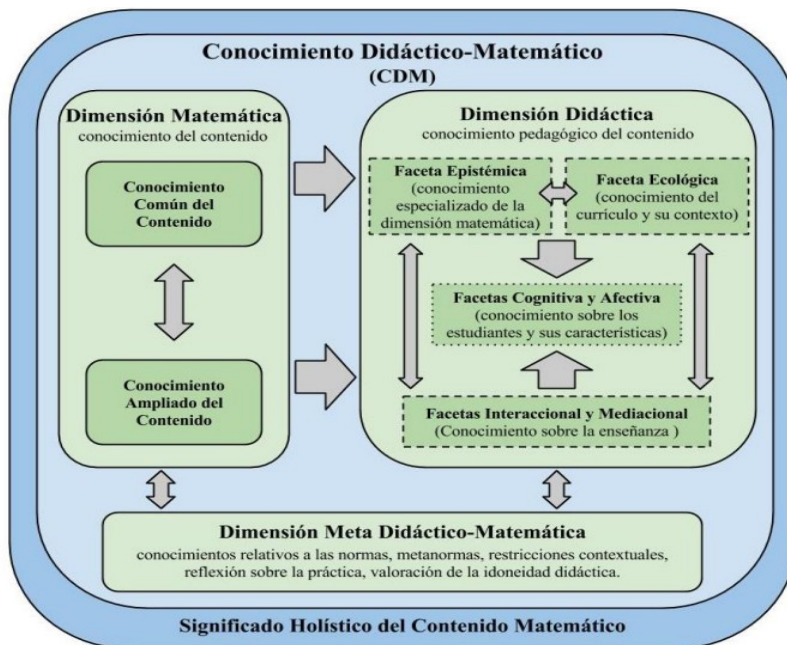 Conocimiento Didáctico-Matemático
(CDM)
Dimensión Matemática
conocimiento del contenido
Conocimiento
Común del
Contenido
Conocimiento
Ampliado del
Contenido
Dimensión Didáctica
conocimiento pedagógico del contenido
Faceta Epistémica
(conocimiento
especializado de la
dimensión matemática)
Faceta Ecológica
(conocimiento del
currículo y su contexto)
Facetas Cognitiva y Afectiva
(conocimiento sobre los
estudiantes y sus características)
Facetas Interaccional y Mediacional
(Conocimiento sobre la enseñanza )
Dimensión Meta Didáctico-Matemática
conocimientos relativos a las normas, metanormas, restricciones contextuales,
reflexión sobre la práctica, valoración de la idoneidad didáctica.
Significado Holístico del Contenido Matemático